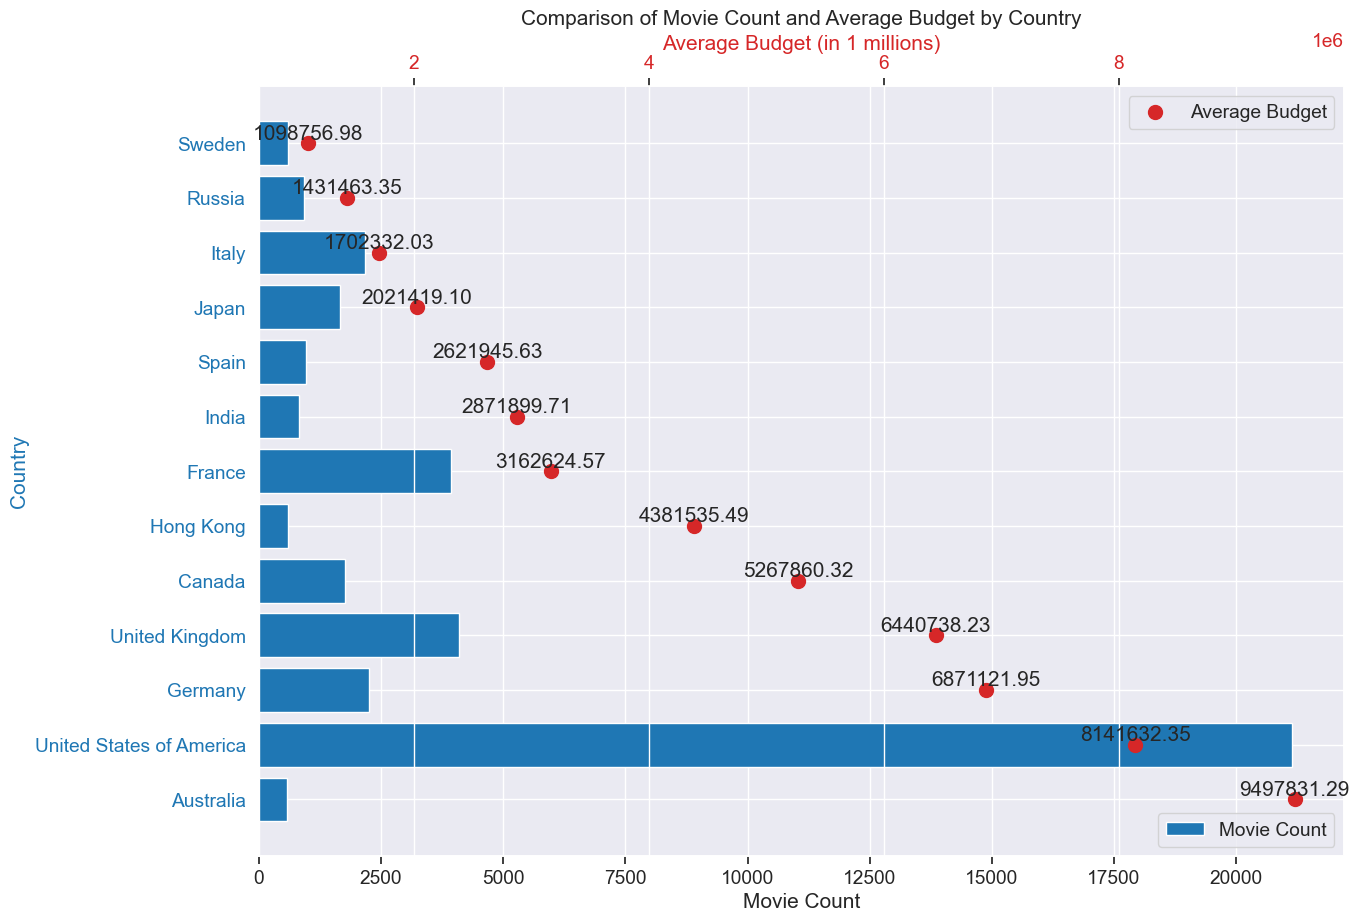 Comparison of Movie Count and Average Budget by Country
Average Budget (in 1 millions)
1e6
2 4 6 8
Average Budget
Sweden 1098756.98
Russia 1431463.35
Italy 1702332.03
Japan 2021419.10
Spain 2621945.63
India 2871899.71
Country
France 3162624.57
Hong Kong 4381535.49
Canada 5267860.32
United Kingdom 6440738.23
Germany 6871121.95
United States of America 8141632.35
Australia 9497831.29
Movie Count
0 2500 5000 7500 10000 12500 15000 17500 20000
Movie Count